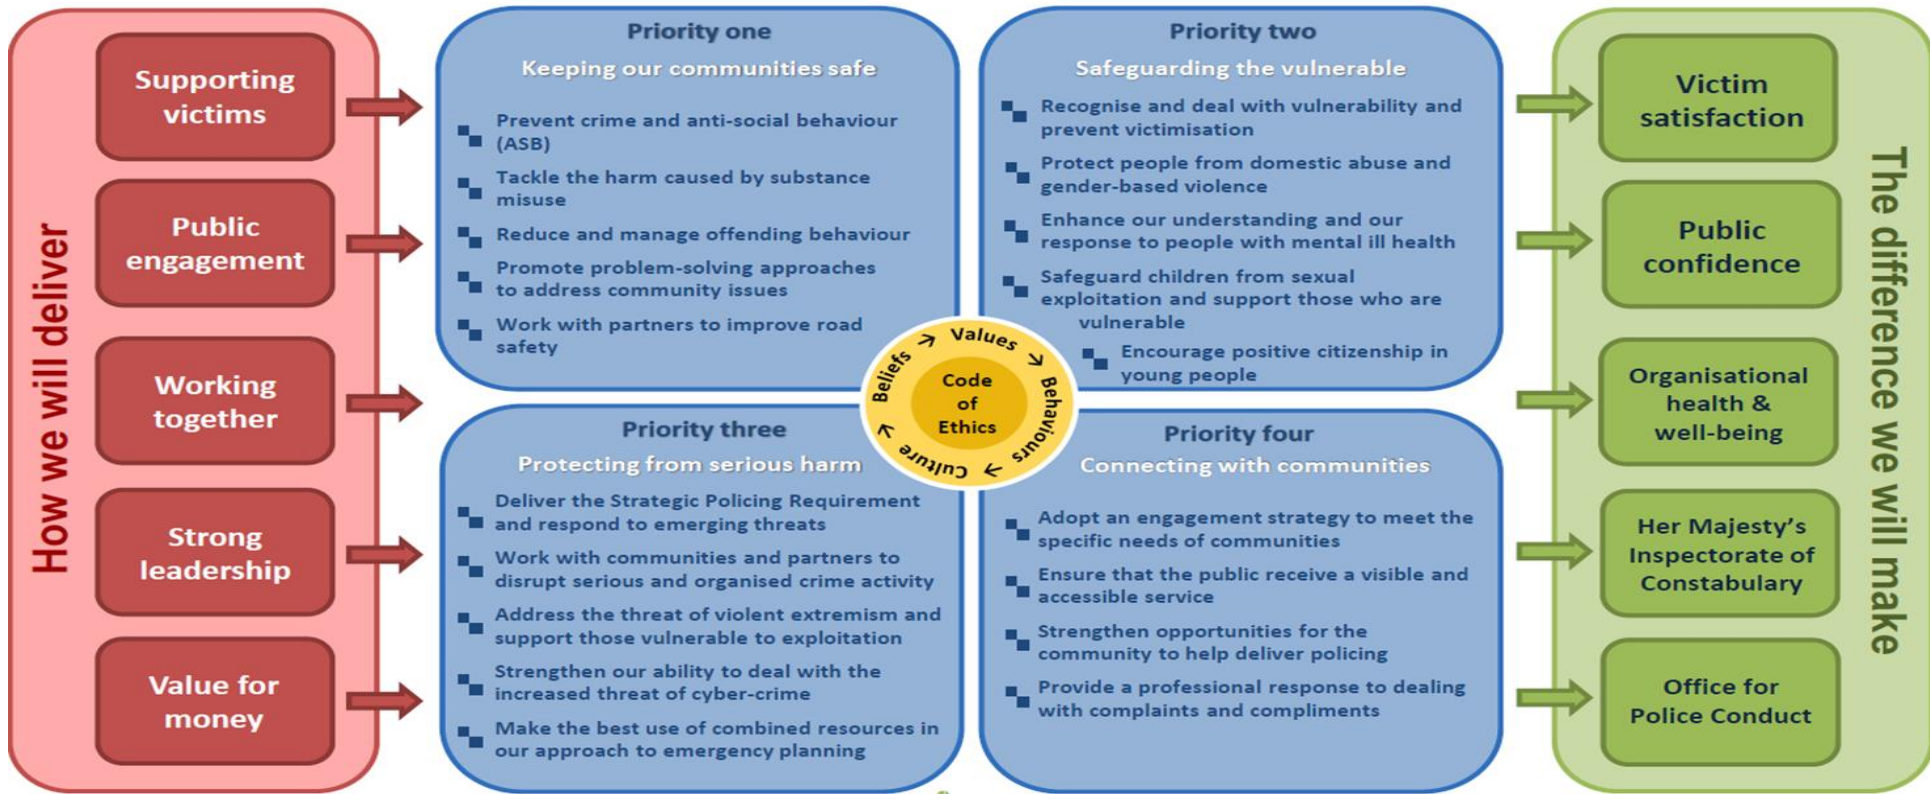 How we will deliver
Supporting
victims
Public
engagement
Working
together
Strong
leadership
Value for
money
Priority one
Keeping our communities safe
Prevent crime and anti-social behaviour
(ASB)
Tackle the harm caused by substance
misuse
Reduce and manage offending behaviour
Promote problem-solving approaches
to address community issues
Work with partners to improve road
safety
Priority two
Safeguarding the vulnerable
Recognise and deal with vulnerability and
prevent victimisation
Protect people from domestic abuse and
gender-based violence
Enhance our understanding and our
response to people with mental ill health
Safeguard children from sexual
exploitation and support those who are
vulnerable
Encourage positive citizenship in
young people
Beliefs → Values → Behaviours → Culture →
Code
of
Ethics
Priority three
Protecting from serious harm
Deliver the Strategic Policing Requirement
and respond to emerging threats
Work with communities and partners to
disrupt serious and organised crime activity
Address the threat of violent extremism and
support those vulnerable to exploitation
Strengthen our ability to deal with the
increased threat of cyber-crime
Make the best use of combined resources in
our approach to emergency planning
Priority four
Connecting with communities
Adopt an engagement strategy to meet the
specific needs of communities
Ensure that the public receive a visible and
accessible service
Strengthen opportunities for the
community to help deliver policing
Provide a professional response to dealing
with complaints and compliments
Victim
satisfaction
Public
confidence
Organisational
health &
well-being
Her Majesty's
Inspectorate of
Constabulary
Office for
Police Conduct
The difference we will make